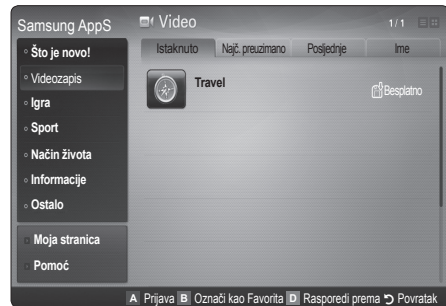 Samsung AppS
Video
1/1
Što je novo!
Videozapis
Igra
Sport
Način života
Informacije
Ostalo
Moja stranica
Pomoć
Istaknuto
Najč. preuzimano
Posljednje
Ime
Travel
Besplatno
A Prijava B Označi kao Favorita D Rasporedi prema Povratak